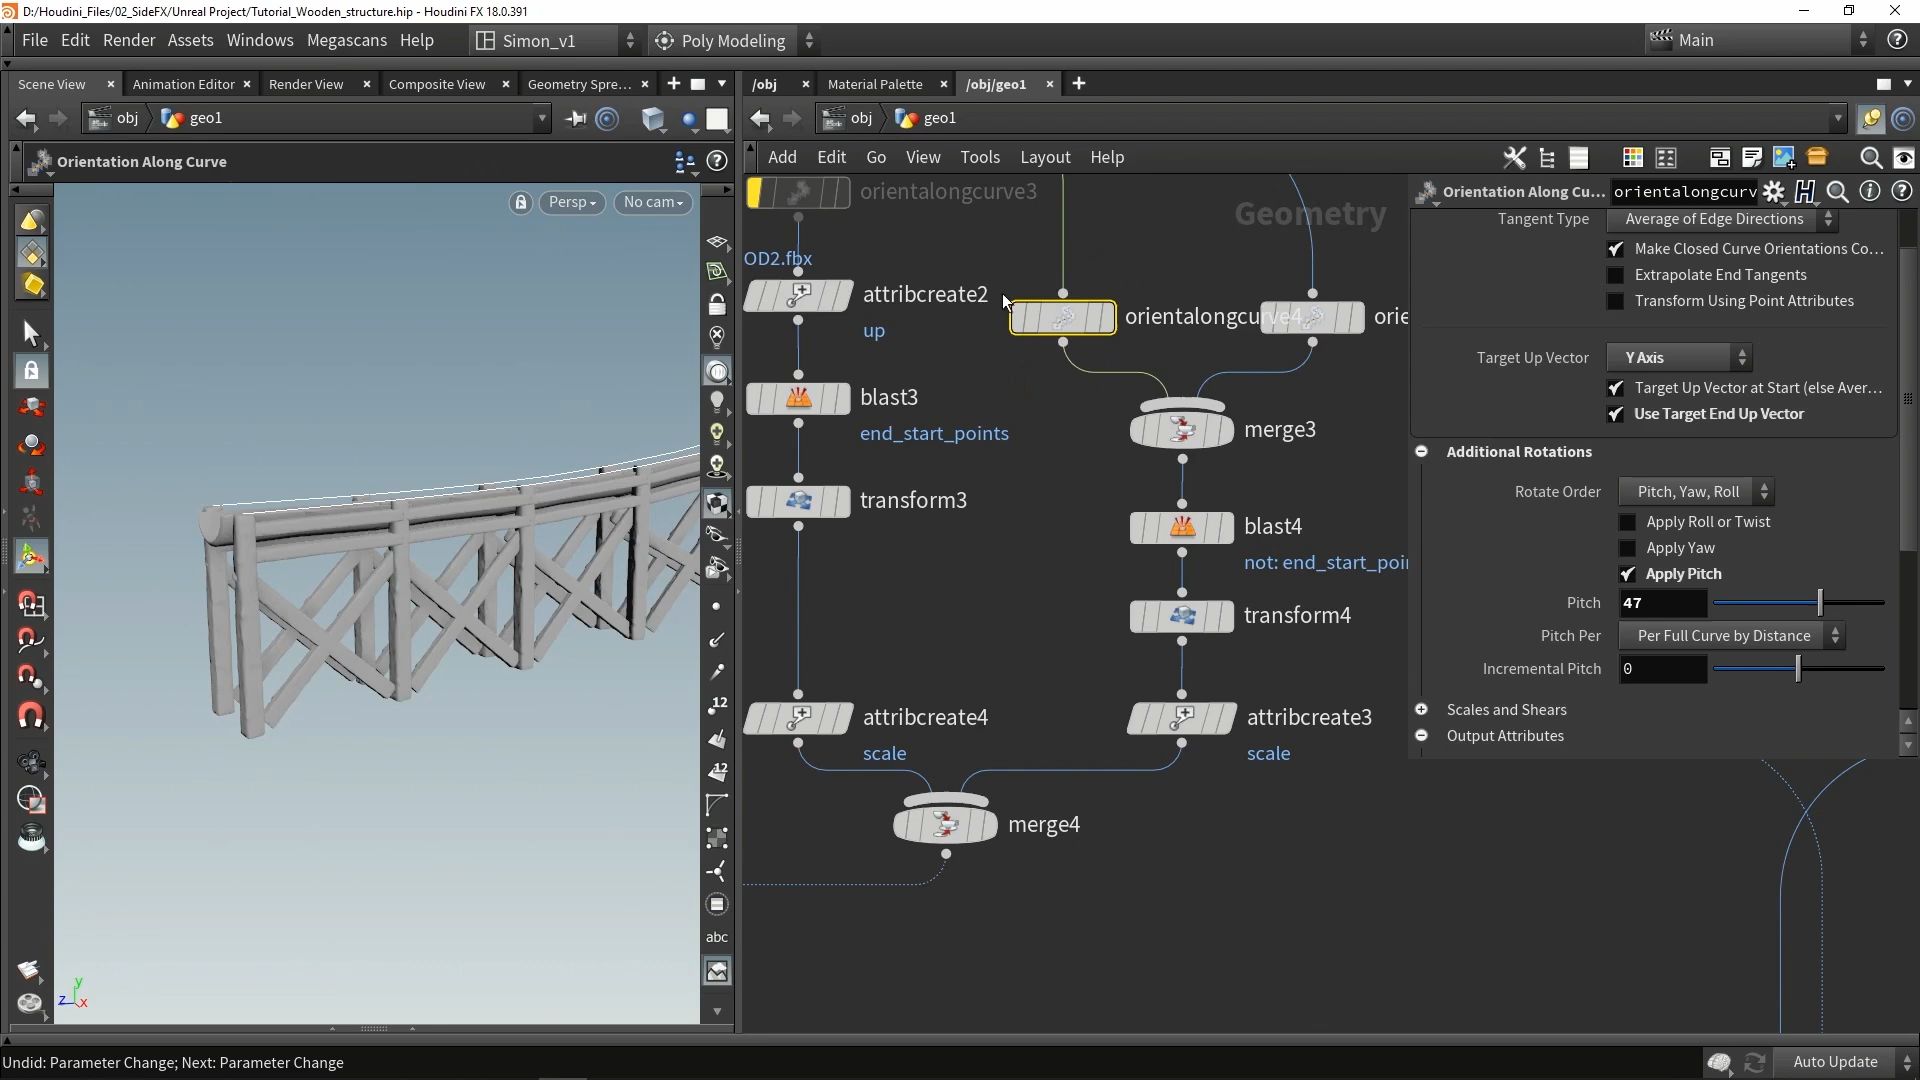 D:/Houdini_Files/02_SideFX/Unreal Project/Tutorial_Wooden_structure.hip - Houdini FX 18.0.391
File Edit Render Assets Windows Megascans Help Simon_v1 Poly Modeling Main
Scene View Animation Editor Render View Composite View Geometry Spre...
/obj Material Palette /obj/geo1
obj geo1
obj geo1
Orientation Along Curve
Add Edit Go View Tools Layout Help
Persp No cam
Geometry
orientalongcurve3
OD2.fbx
attribcreate2
up
orientalongcurve4
orie
blast3
end_start_points
merge3
transform3
blast4
not: end_start_poi
transform4
attribcreate4
scale
attribcreate3
scale
merge4
Orientation Along Cu... orientalongcurv
Tangent Type Average of Edge Directions
Make Closed Curve Orientations Co...
Extrapolate End Tangents
Transform Using Point Attributes
Target Up Vector Y Axis
Target Up Vector at Start (else Aver...
Use Target End Up Vector
Additional Rotations
Rotate Order Pitch, Yaw, Roll
Apply Roll or Twist
Apply Yaw
Apply Pitch
Pitch 47
Pitch Per Per Full Curve by Distance
Incremental Pitch 0
Scales and Shears
Output Attributes
12
12
abc
y
z x
Undid: Parameter Change; Next: Parameter Change
Auto Update